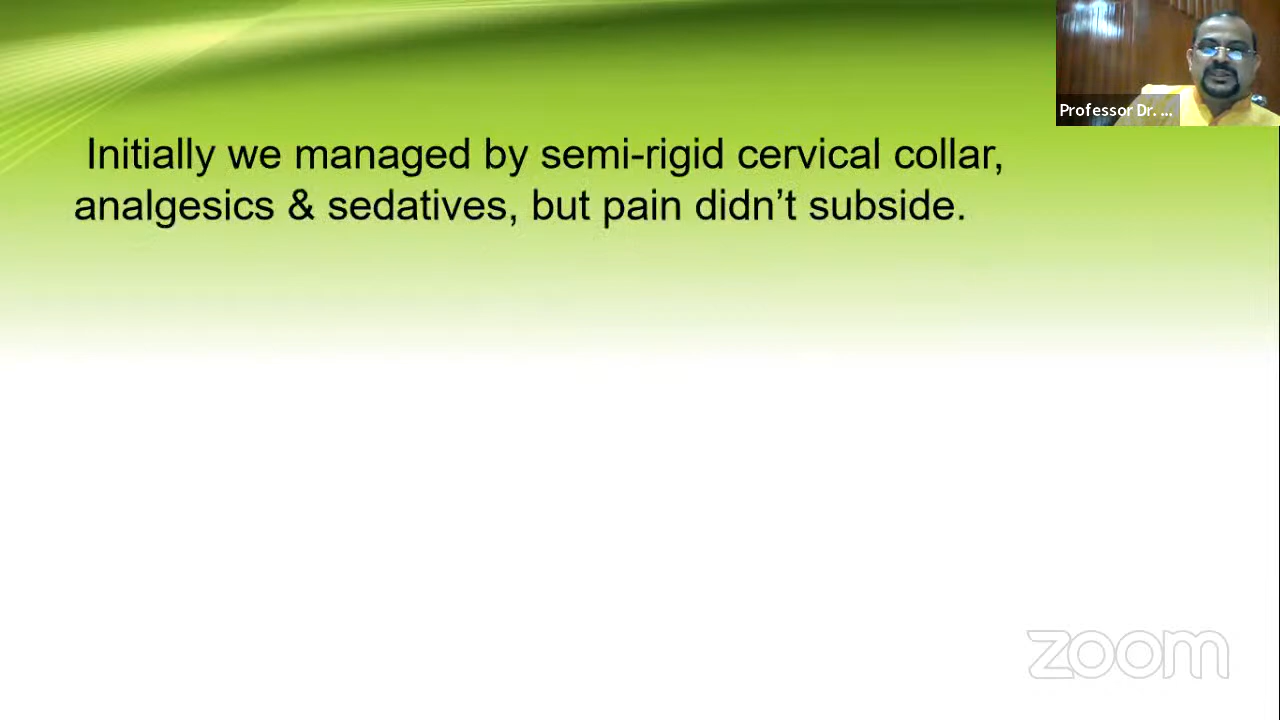 Professor Dr. ...
Initially we managed by semi-rigid cervical collar,
analgesics & sedatives, but pain didn’t subside.
zoom